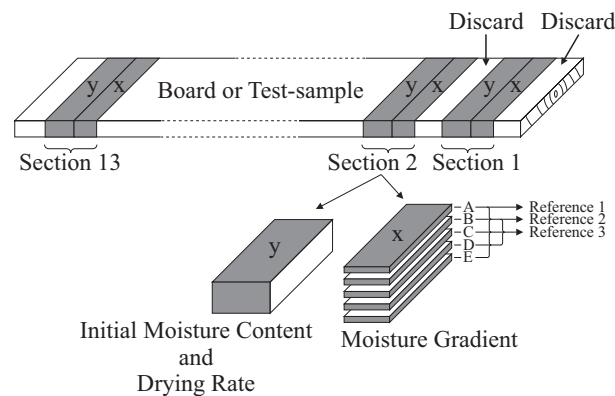 Discard
Discard
y x
Board or Test-sample
y x
y x
Section 13
Section 2
Section 1
y
x
A
B
C
D
E
Reference 1
Reference 2
Reference 3
Initial Moisture Content
and
Drying Rate
Moisture Gradient